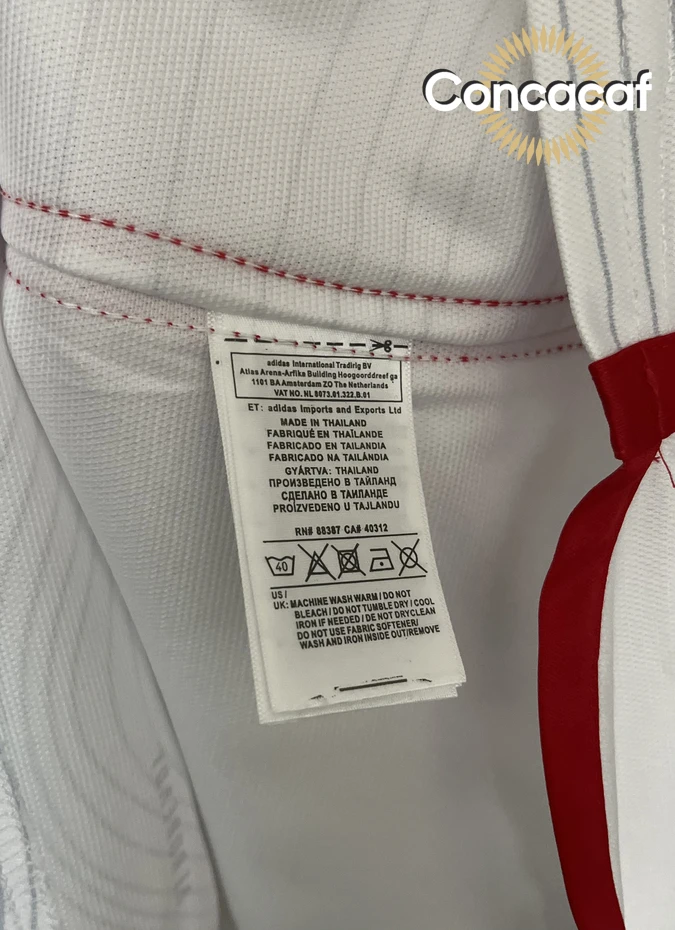 Concacaf
adidas International Tradirig BV
Atlas Arena-Arfika Building Hoogoorddreef ga
1101 BA Amsterdam ZO The Netherlands
VAT NO. NL 8073.01.322.B.01
ET: adidas Imports and Exports Ltd
MADE IN THAILAND
FABRIQUÉ EN THAÏLANDE
FABRICADO EN TAILANDIA
FABRICADO NA TAILÂNDIA
GYÁRTVA: THAILAND
ПРОИЗВЕДЕНО В ТАЙЛАНД
СДЕЛАНО В ТАИЛАНДЕ
PROIZVEDENO U TAJLANDU
RN# 88387 CA# 40312
40
US /
UK: MACHINE WASH WARM / DO NOT
BLEACH / DO NOT TUMBLE DRY / COOL
IRON IF NEEDED / DE NOT DRYCLEAN
DO NOT USE FABRIC SOFTENER/
WASH AND IRON INSIDE OUT/REMOVE